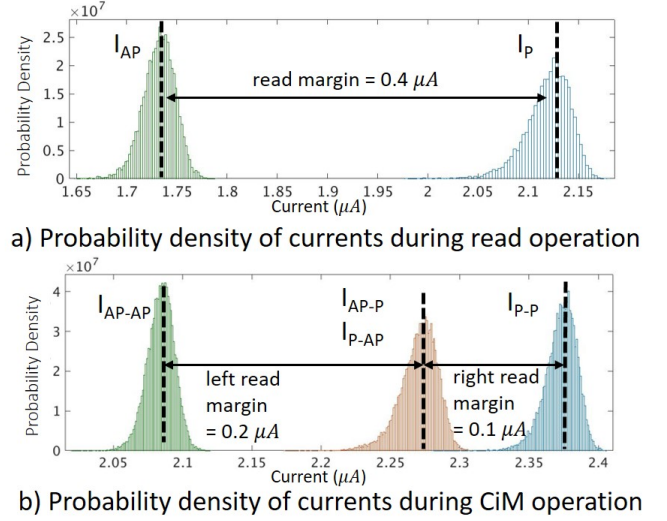 ×10⁷
2.5
2
1.5
1
0.5
0
Probability Density
I_AP
I_P
read margin = 0.4 μA
1.65 1.7 1.75 1.8 1.85 1.9 1.95 2 2.05 2.1 2.15
Current (μA)
a) Probability density of currents during read operation
×10⁷
4
3
2
1
0
Probability Density
I_AP-AP
I_AP-P
I_P-AP
I_P-P
left read
margin
= 0.2 μA
right read
margin
= 0.1 μA
2.05 2.1 2.15 2.2 2.25 2.3 2.35 2.4
Current (μA)
b) Probability density of currents during CiM operation